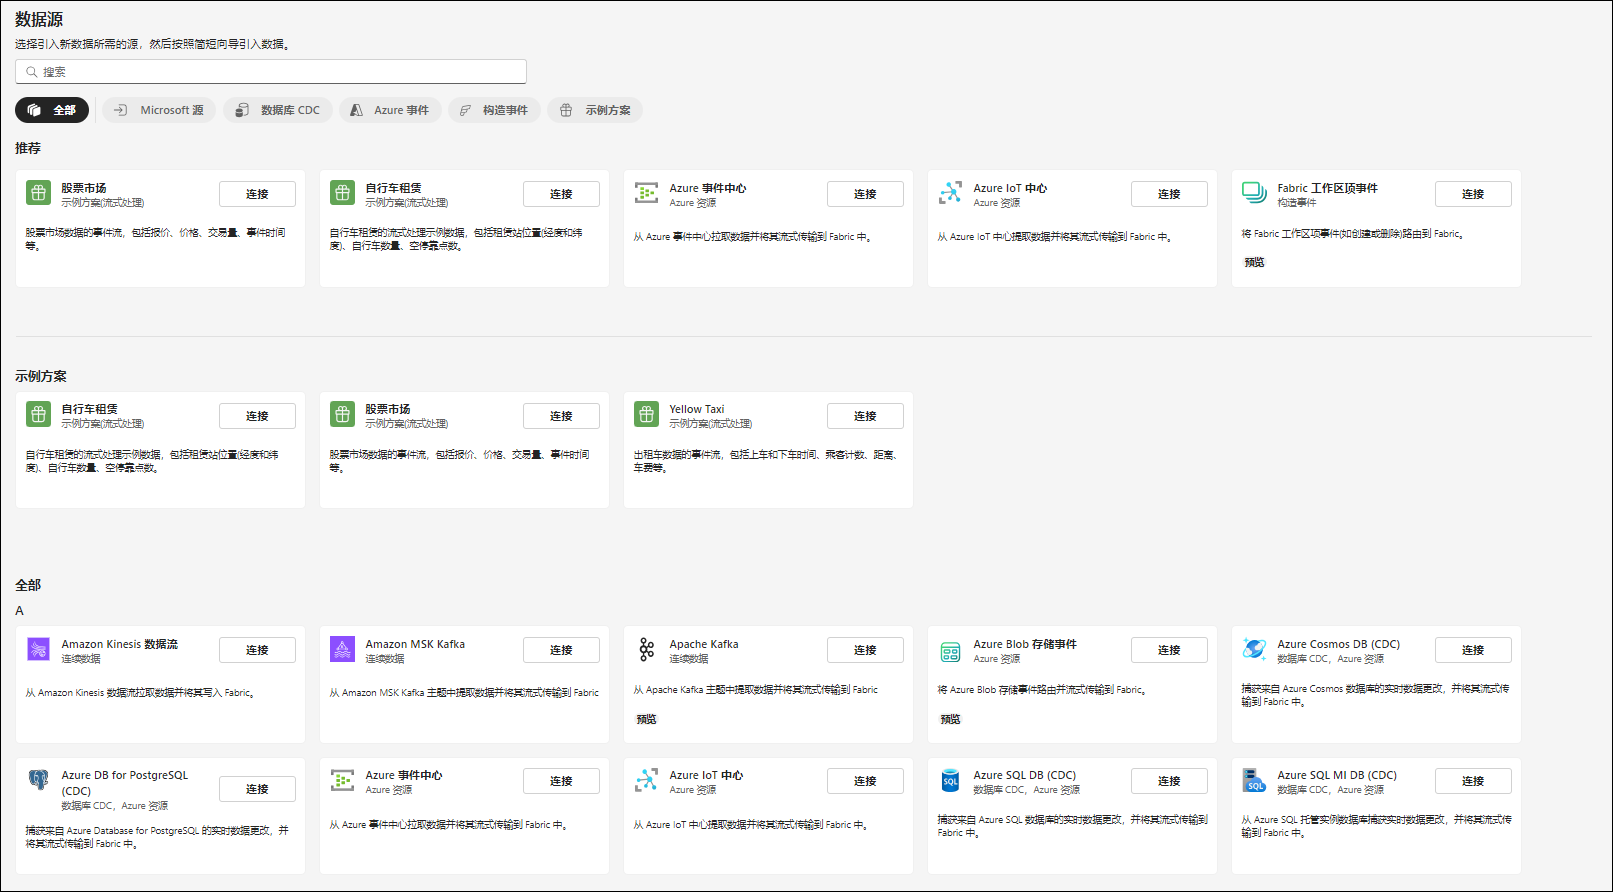 数据源
选择引入新数据所需的源，然后按照简短向导引入数据。
搜索
全部
Microsoft 源
数据库 CDC
Azure 事件
构造事件
示例方案
推荐
股票市场
示例方案(流式处理)
连接
股票市场数据的事件流，包括报价、价格、交易量、事件时间
等。
自行车租赁
示例方案(流式处理)
连接
自行车租赁的流式处理示例数据，包括租赁站位置(经度和纬
度)、自行车数量、空停靠点数。
Azure 事件中心
Azure 资源
连接
从 Azure 事件中心拉取数据并将其流式传输到 Fabric 中。
Azure IoT 中心
Azure 资源
连接
从 Azure IoT 中心提取数据并将其流式传输到 Fabric 中。
Fabric 工作区项事件
构造事件
连接
将 Fabric 工作区项事件(如创建或删除)路由到 Fabric。
预览
示例方案
自行车租赁
示例方案(流式处理)
连接
自行车租赁的流式处理示例数据，包括租赁站位置(经度和纬
度)、自行车数量、空停靠点数。
股票市场
示例方案(流式处理)
连接
股票市场数据的事件流，包括报价、价格、交易量、事件时间
等。
Yellow Taxi
示例方案(流式处理)
连接
出租车数据的事件流，包括上车和下车时间、乘客计数、距离、
车费等。
全部
A
Amazon Kinesis 数据流
连续数据
连接
从 Amazon Kinesis 数据流拉取数据并将其写入 Fabric。
Amazon MSK Kafka
连续数据
连接
从 Amazon MSK Kafka 主题中提取数据并将其流式传输到 Fabric
Apache Kafka
连续数据
连接
从 Apache Kafka 主题中提取数据并将其流式传输到 Fabric
预览
Azure Blob 存储事件
Azure 资源
连接
将 Azure Blob 存储事件路由并流式传输到 Fabric。
预览
Azure Cosmos DB (CDC)
数据库 CDC，Azure 资源
连接
捕获来自 Azure Cosmos 数据库的实时数据更改，并将其流式传
输到 Fabric 中。
Azure DB for PostgreSQL
(CDC)
数据库 CDC，Azure 资源
连接
捕获来自 Azure Database for PostgreSQL 的实时数据更改，并
将其流式传输到 Fabric 中。
Azure 事件中心
Azure 资源
连接
从 Azure 事件中心拉取数据并将其流式传输到 Fabric 中。
Azure IoT 中心
Azure 资源
连接
从 Azure IoT 中心提取数据并将其流式传输到 Fabric 中。
SQL
Azure SQL DB (CDC)
数据库 CDC，Azure 资源
连接
捕获来自 Azure SQL 数据库的实时数据更改，并将其流式传输到
Fabric 中。
SQL
Azure SQL MI DB (CDC)
数据库 CDC，Azure 资源
连接
从 Azure SQL 托管实例数据库捕获实时数据更改，并将其流式传
输到 Fabric 中。